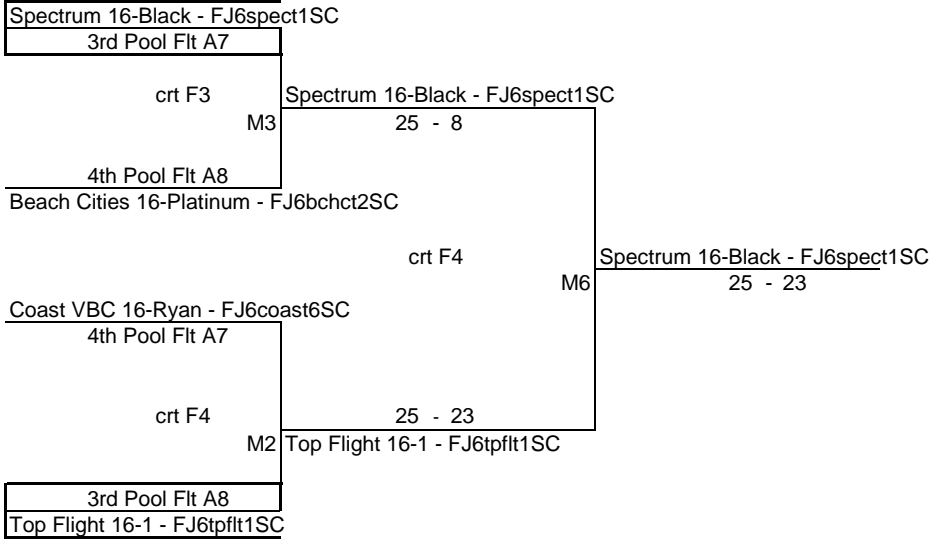 Spectrum 16-Black - FJ6spect1SC
3rd Pool Flt A7
crt F3
Spectrum 16-Black - FJ6spect1SC
M3
25 - 8
4th Pool Flt A8
Beach Cities 16-Platinum - FJ6bchct2SC
crt F4
Spectrum 16-Black - FJ6spect1SC
M6
25 - 23
Coast VBC 16-Ryan - FJ6coast6SC
4th Pool Flt A7
crt F4
25 - 23
M2
Top Flight 16-1 - FJ6tpflt1SC
3rd Pool Flt A8
Top Flight 16-1 - FJ6tpflt1SC